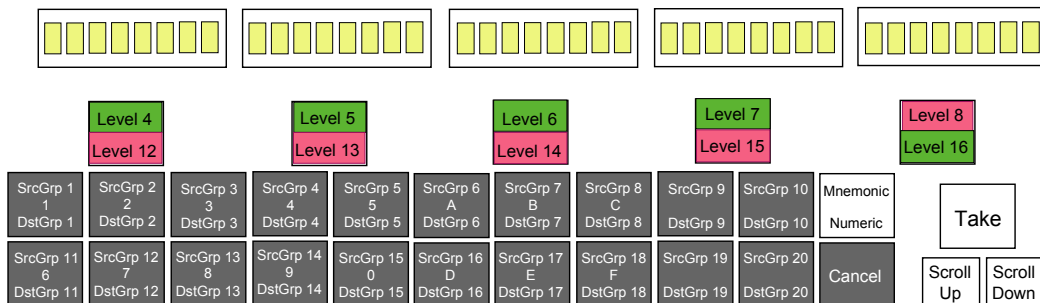 Level 4
Level 12
Level 5
Level 13
Level 6
Level 14
Level 7
Level 15
Level 8
Level 16
SrcGrp 1
1
DstGrp 1
SrcGrp 2
2
DstGrp 2
SrcGrp 3
3
DstGrp 3
SrcGrp 4
4
DstGrp 4
SrcGrp 5
5
DstGrp 5
SrcGrp 6
A
DstGrp 6
SrcGrp 7
B
DstGrp 7
SrcGrp 8
C
DstGrp 8
SrcGrp 9
DstGrp 9
SrcGrp 10
DstGrp 10
Mnemonic
Numeric
Take
SrcGrp 11
6
DstGrp 11
SrcGrp 12
7
DstGrp 12
SrcGrp 13
8
DstGrp 13
SrcGrp 14
9
DstGrp 14
SrcGrp 15
0
DstGrp 15
SrcGrp 16
D
DstGrp 16
SrcGrp 17
E
DstGrp 17
SrcGrp 18
F
DstGrp 18
SrcGrp 19
DstGrp 19
SrcGrp 20
DstGrp 20
Cancel
Scroll
Up
Scroll
Down